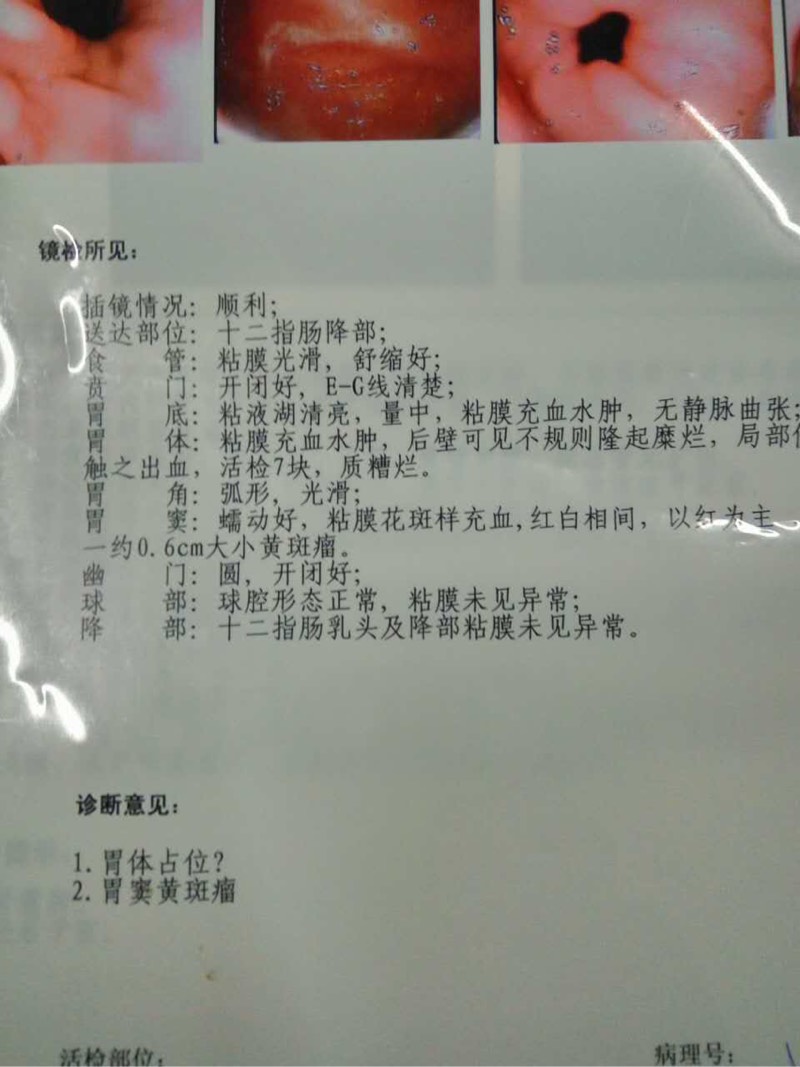 镜检所见：
插镜情况：顺利；
送达部位：十二指肠降部；
食 管：粘膜光滑，舒缩好；
贲 门：开闭好，E-G线清楚；
胃 底：粘液湖清亮，量中，粘膜充血水肿，无静脉曲张；
胃 体：粘膜充血水肿，后壁可见不规则隆起糜烂，局部
触之出血，活检7块，质糟烂。
胃 角：弧形，光滑；
胃 窦：蠕动好，粘膜花斑样充血,红白相间，以红为主
一约0.6cm大小黄斑瘤。
幽 门：圆，开闭好；
球 部：球腔形态正常，粘膜未见异常；
降 部：十二指肠乳头及降部粘膜未见异常。
诊断意见：
1.胃体占位？
2.胃窦黄斑瘤
活检部位：
病理号：